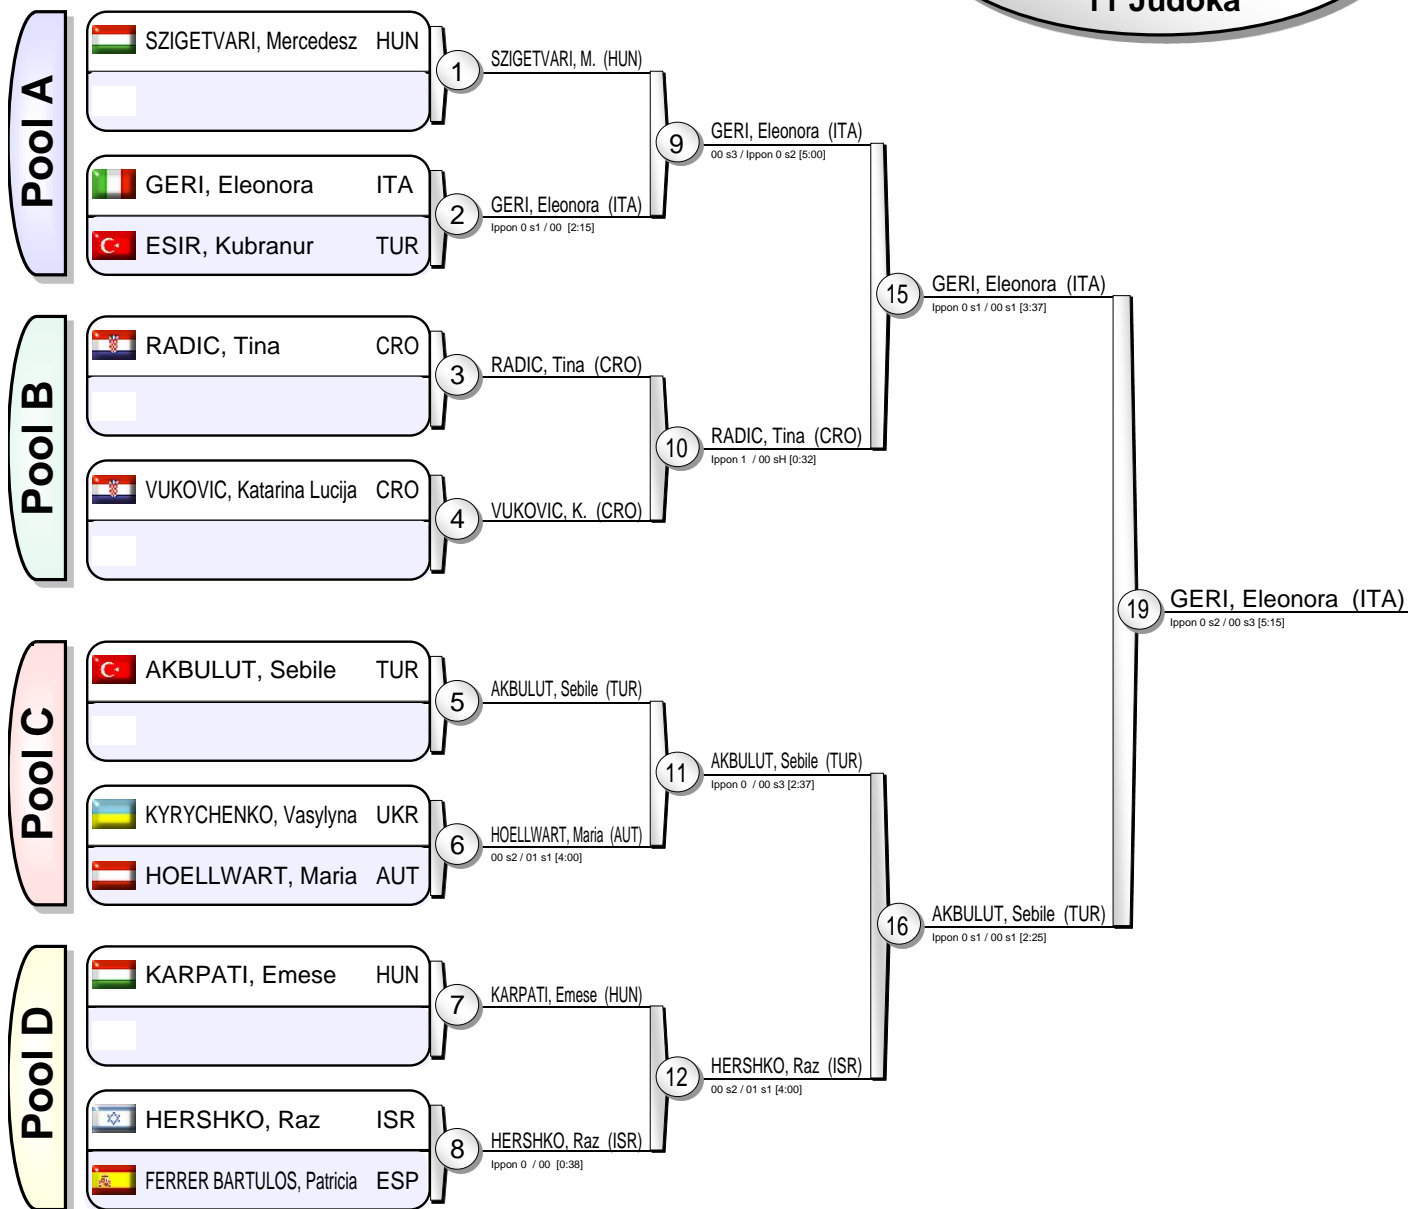 11 Judoka
Pool A
SZIGETVARI, Mercedesz HUN
1
SZIGETVARI, M. (HUN)
GERI, Eleonora ITA
ESIR, Kubranur TUR
2
GERI, Eleonora (ITA)
Ippon 0 s1 / 00 [2:15]
9
GERI, Eleonora (ITA)
00 s3 / Ippon 0 s2 [5:00]
Pool B
RADIC, Tina CRO
3
RADIC, Tina (CRO)
VUKOVIC, Katarina Lucija CRO
4
VUKOVIC, K. (CRO)
10
RADIC, Tina (CRO)
Ippon 1 / 00 sH [0:32]
15
GERI, Eleonora (ITA)
Ippon 0 s1 / 00 s1 [3:37]
Pool C
AKBULUT, Sebile TUR
5
AKBULUT, Sebile (TUR)
KYRYCHENKO, Vasylyna UKR
HOELLWART, Maria AUT
6
HOELLWART, Maria (AUT)
00 s2 / 01 s1 [4:00]
11
AKBULUT, Sebile (TUR)
Ippon 0 / 00 s3 [2:37]
Pool D
KARPATI, Emese HUN
7
KARPATI, Emese (HUN)
HERSHKO, Raz ISR
FERRER BARTULOS, Patricia ESP
8
HERSHKO, Raz (ISR)
Ippon 0 / 00 [0:38]
12
HERSHKO, Raz (ISR)
00 s2 / 01 s1 [4:00]
16
AKBULUT, Sebile (TUR)
Ippon 0 s1 / 00 s1 [2:25]
19
GERI, Eleonora (ITA)
Ippon 0 s2 / 00 s3 [5:15]